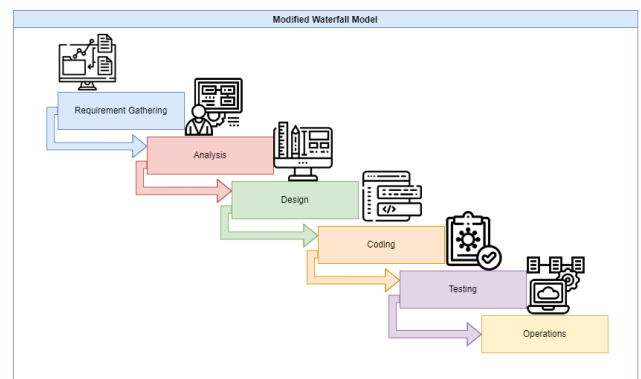 Modified Waterfall Model
Requirement Gathering
Analysis
Design
</>
Coding
Testing
Operations